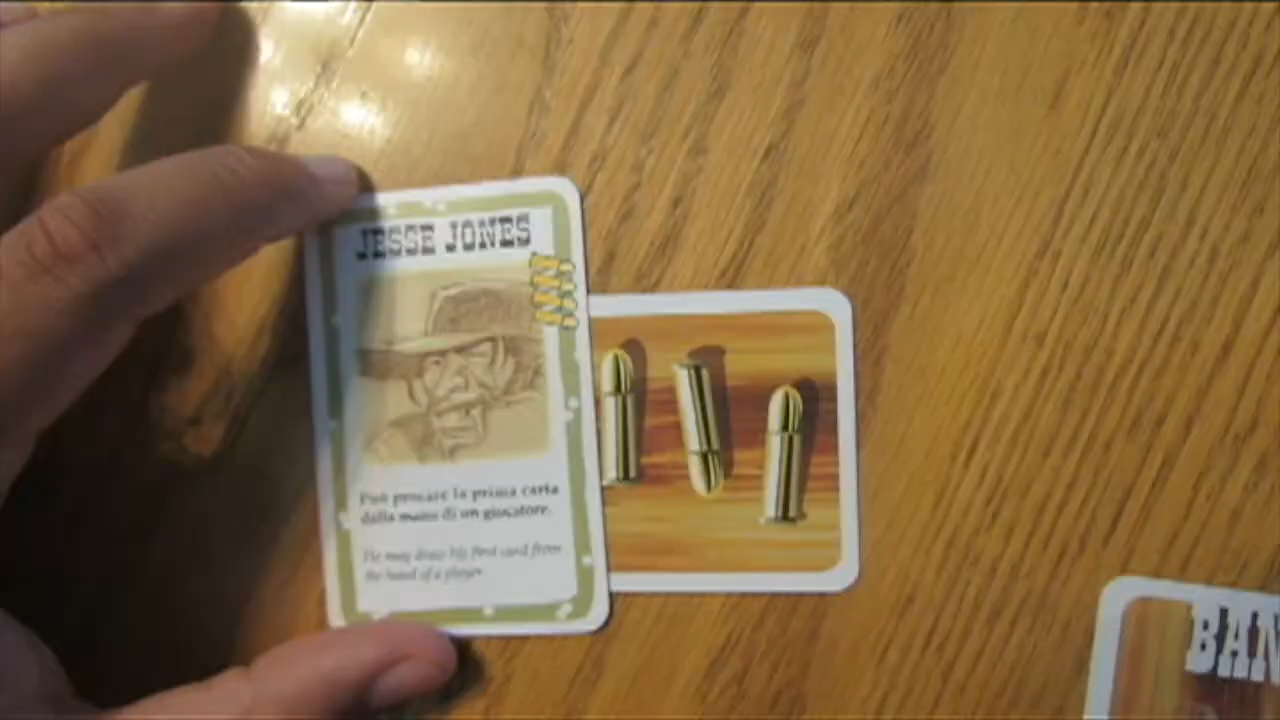 JESSE JONES
Può pescare la prima carta
dalla mano di un giocatore.
He may draw his first card from
the hand of a player.
BAN